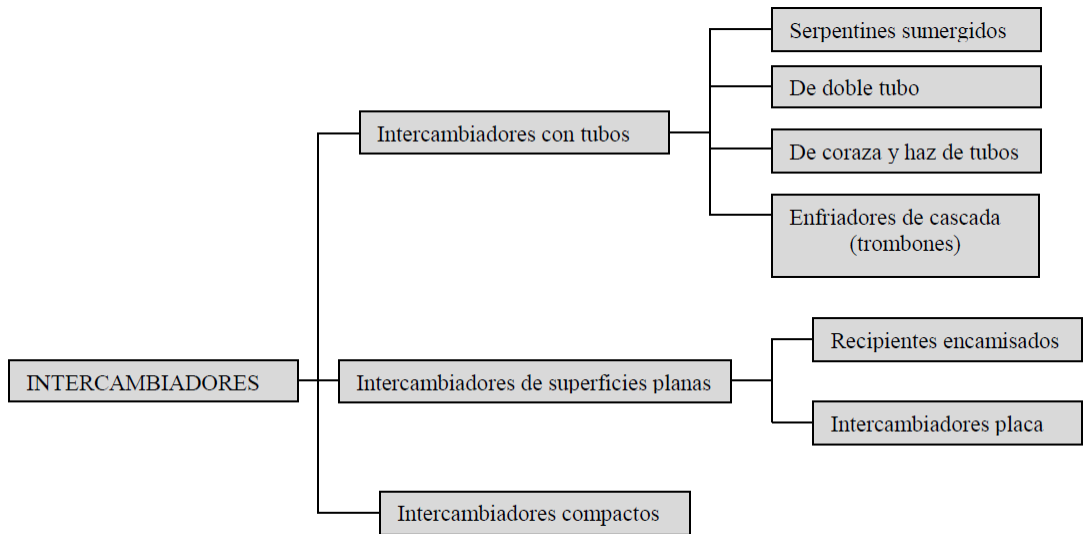 Serpentines sumergidos
De doble tubo
Intercambiadores con tubos
De coraza y haz de tubos
Enfriadores de cascada
(trombones)
Recipientes encamisados
INTERCAMBIADORES
Intercambiadores de superficies planas
Intercambiadores placa
Intercambiadores compactos